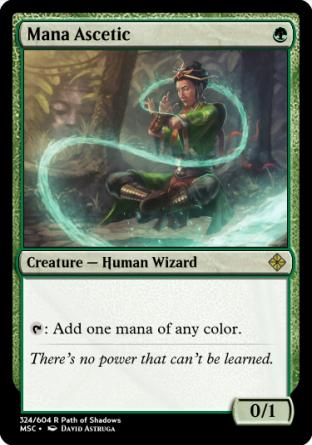 Mana Ascetic
Creature — Human Wizard
: Add one mana of any color.
There's no power that can't be learned.
0/1
324/604 R Path of Shadows
MSC • David Astruga